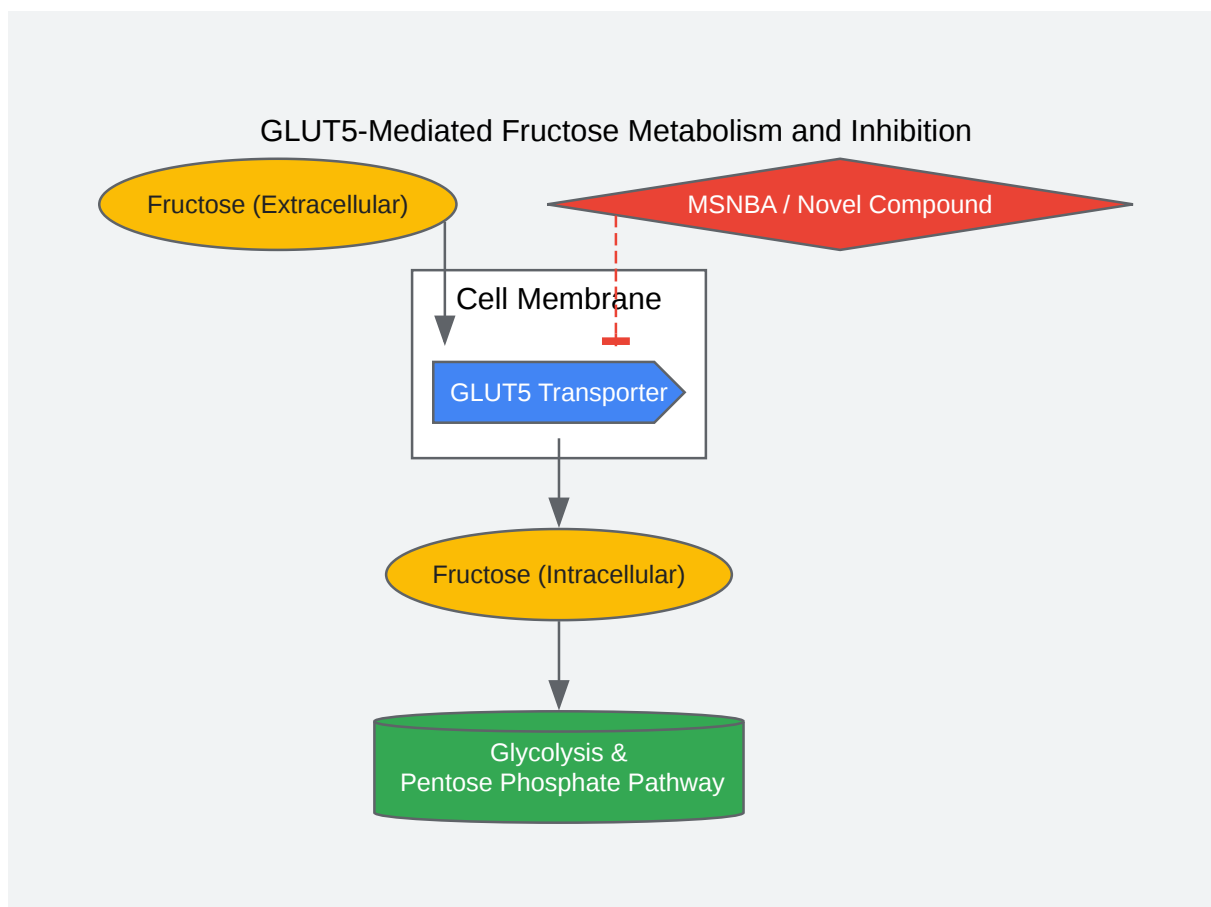 GLUT5-Mediated Fructose Metabolism and Inhibition
Fructose (Extracellular)
MSNBA / Novel Compound
Cell Membrane
GLUT5 Transporter
Fructose (Intracellular)
Glycolysis &
Pentose Phosphate Pathway